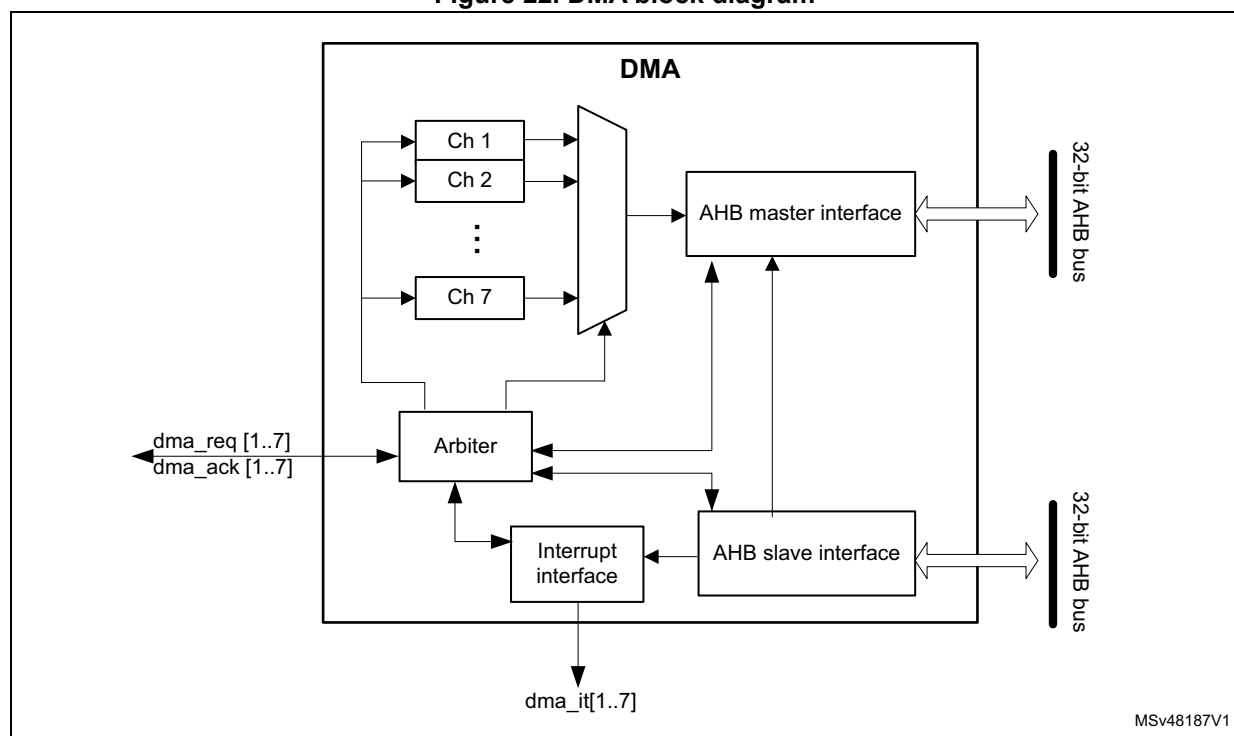 Figure 22. DMA block diagram
DMA
Ch 1
Ch 2
Ch 7
AHB master interface
32-bit AHB bus
dma_req [1..7]
dma_ack [1..7]
Arbiter
Interrupt
interface
AHB slave interface
32-bit AHB bus
dma_it[1..7]
MSv48187V1